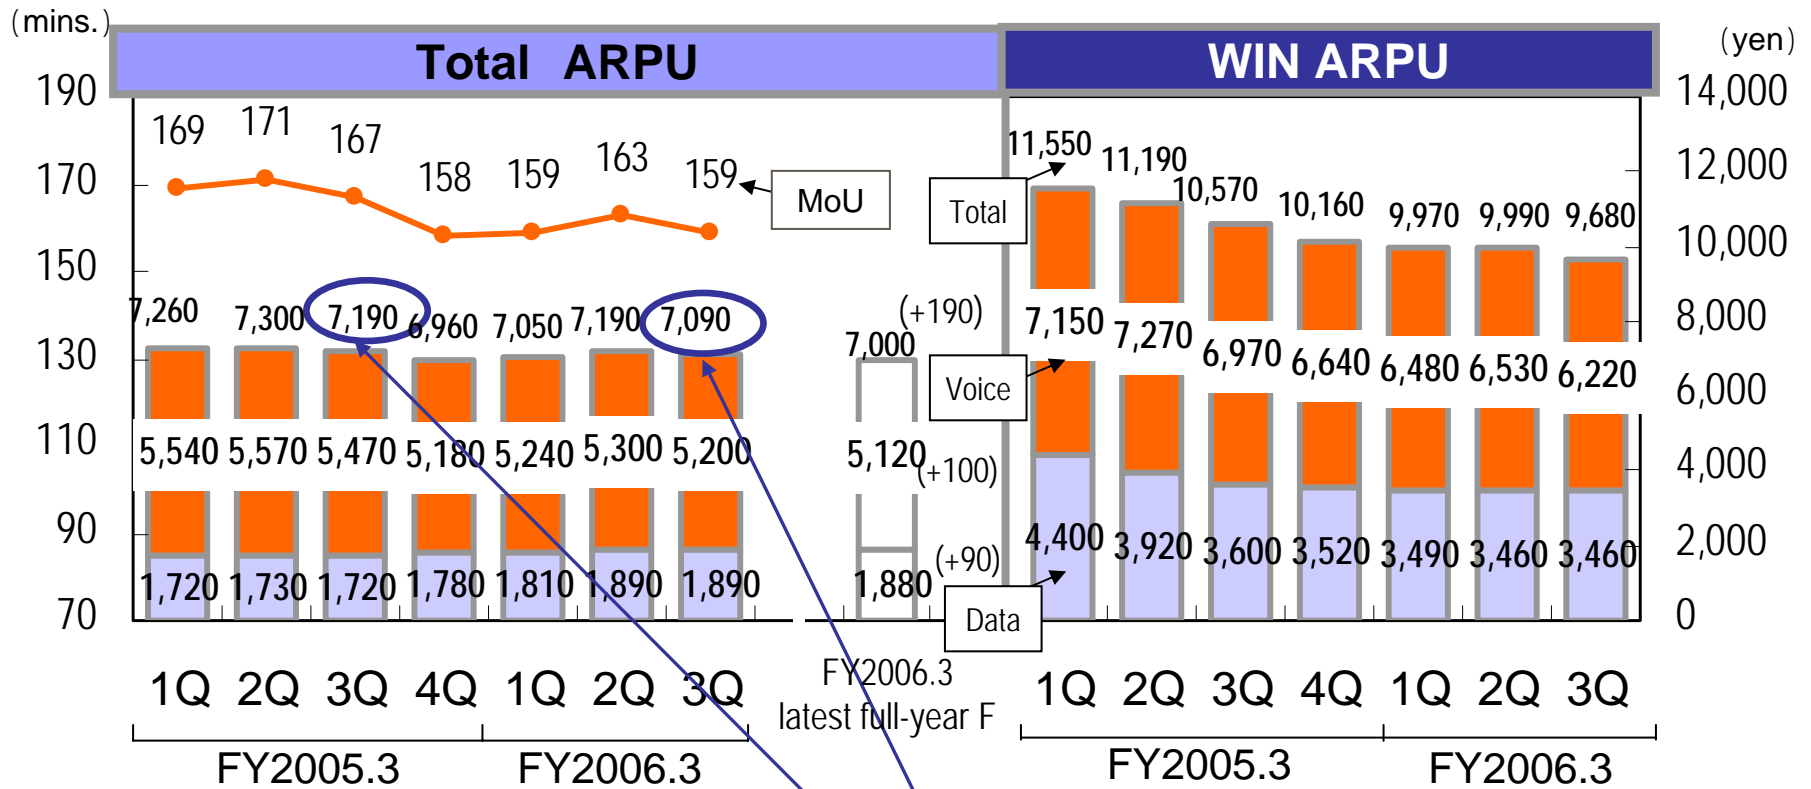 (mins.)
(yen)
Total ARPU
WIN ARPU
190
170
150
130
110
90
70
14,000
12,000
10,000
8,000
6,000
4,000
2,000
0
169 171 167 158 159 163 159
MoU
7,260 7,300 7,190 6,960 7,050 7,190 7,090
5,540 5,570 5,470 5,180 5,240 5,300 5,200
1,720 1,730 1,720 1,780 1,810 1,890 1,890
7,000 (+190)
5,120 (+100)
1,880 (+90)
Total
Voice
Data
11,550 11,190 10,570 10,160 9,970 9,990 9,680
7,150 7,270 6,970 6,640 6,480 6,530 6,220
4,400 3,920 3,600 3,520 3,490 3,460 3,460
1Q 2Q 3Q 4Q 1Q 2Q 3Q
FY2005.3 FY2006.3
FY2006.3
latest full-year F
1Q 2Q 3Q 4Q 1Q 2Q 3Q
FY2005.3 FY2006.3